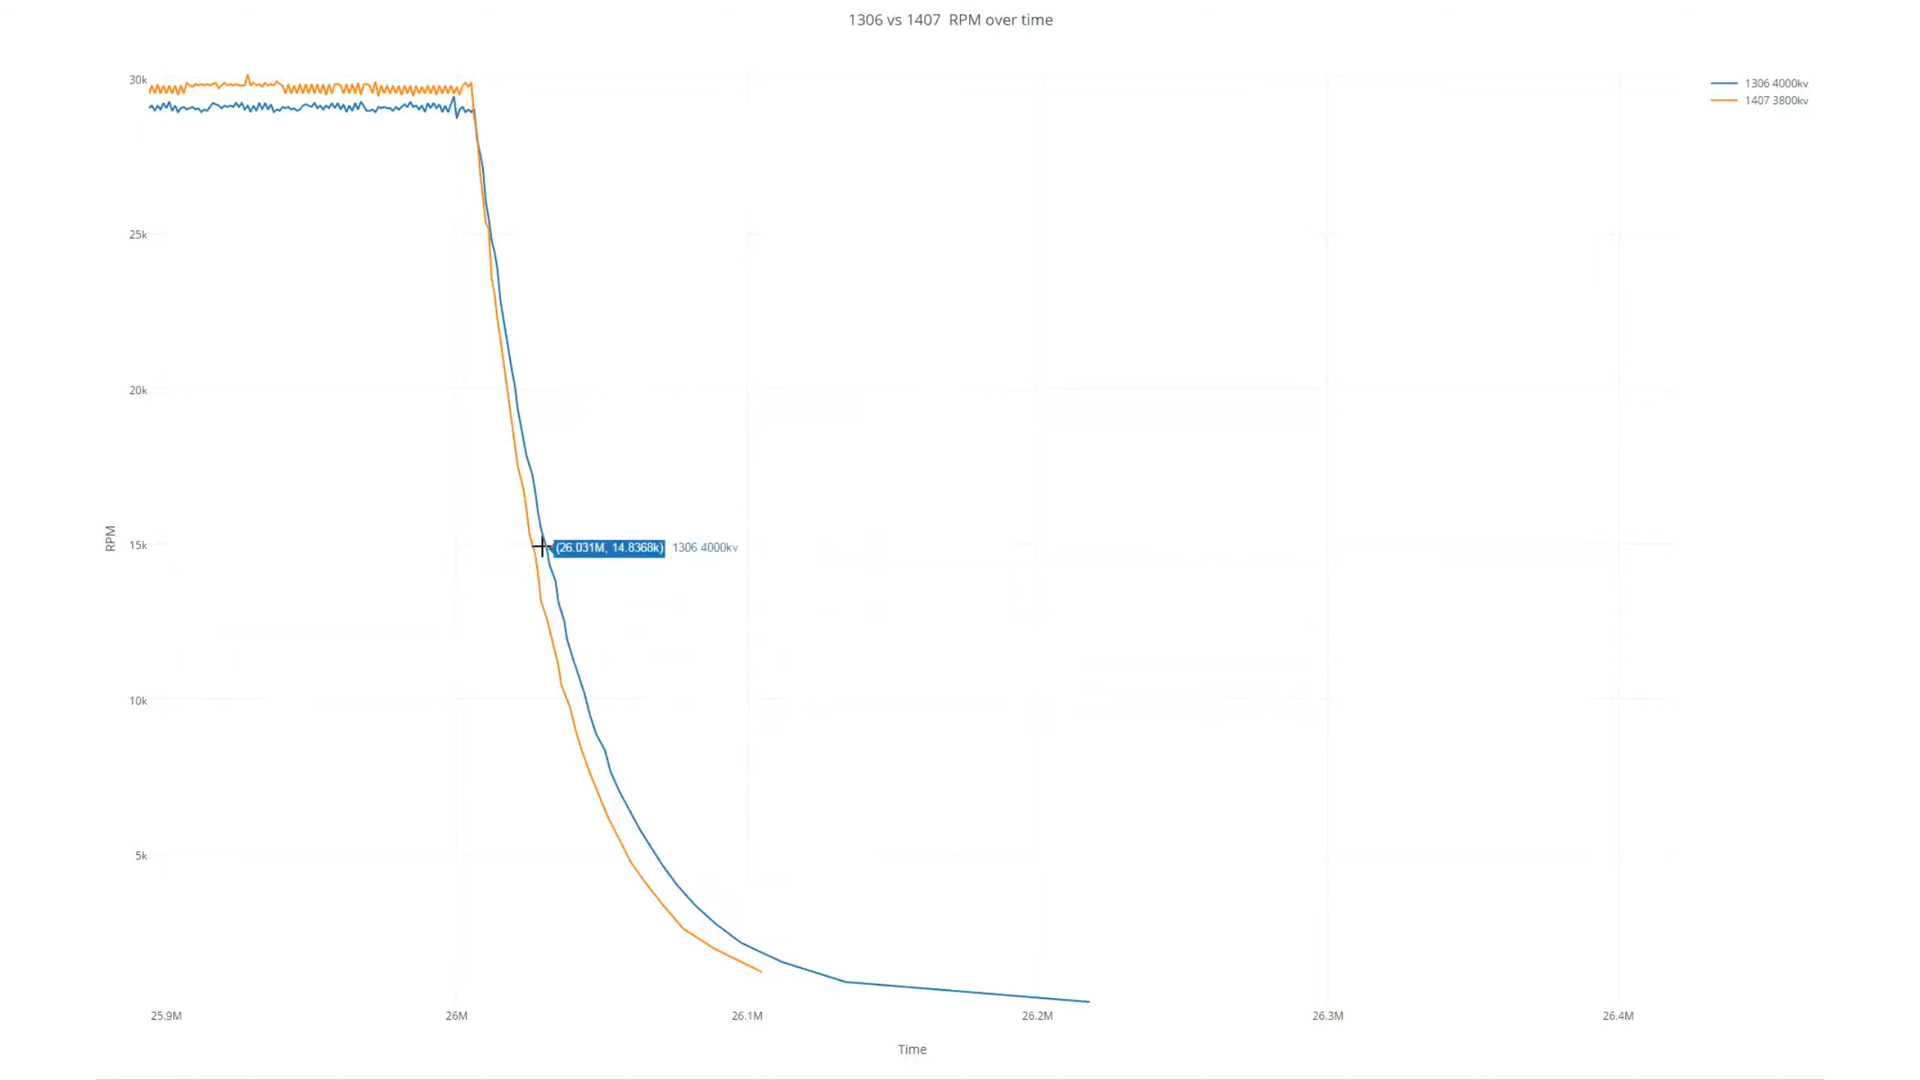 1306 vs 1407 RPM over time
30k
25k
20k
15k
10k
5k
RPM
1306 4000kv
1407 3800kv
(26.031M, 14.8368k) 1306 4000kv
25.9M 26M 26.1M 26.2M 26.3M 26.4M
Time